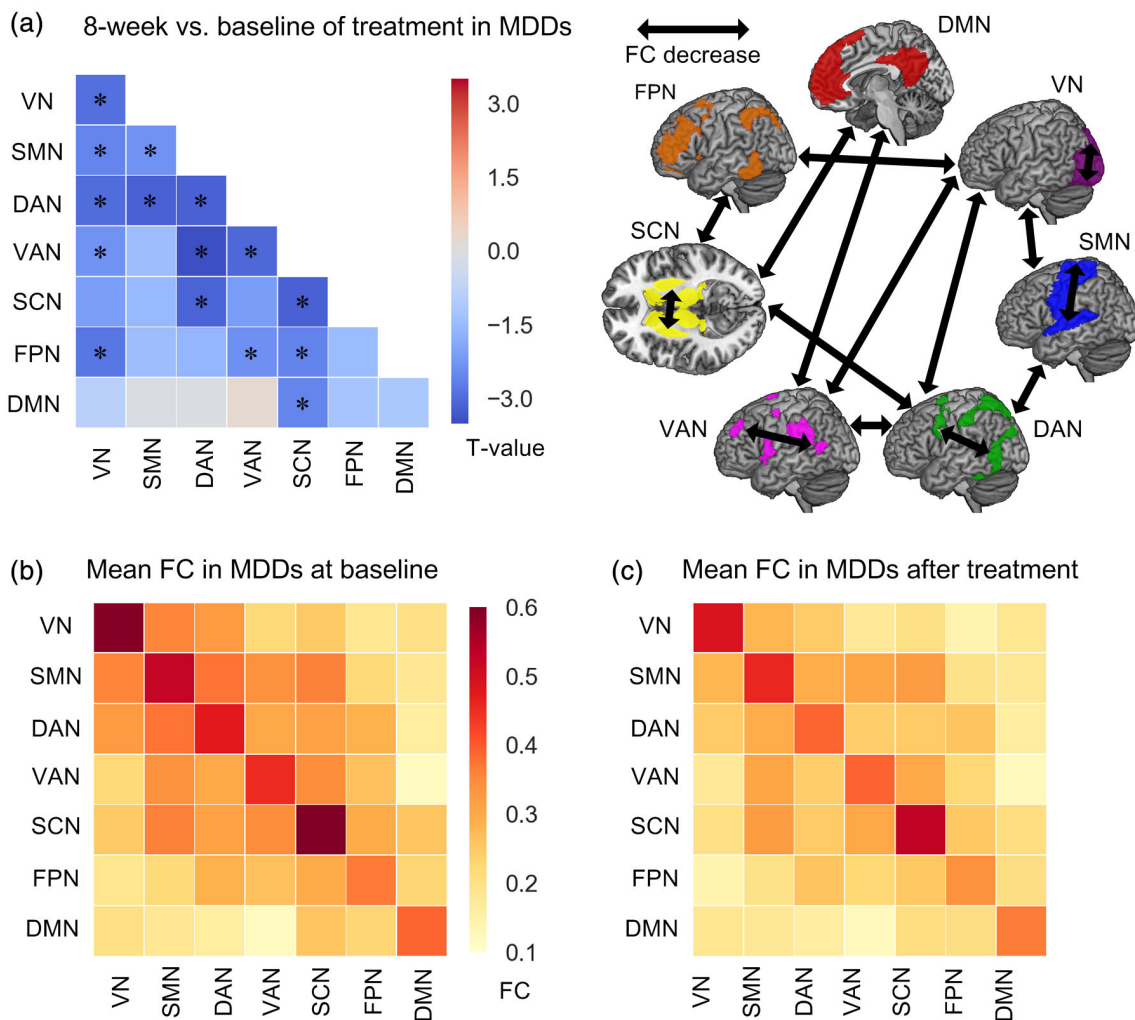 (a) 8-week vs. baseline of treatment in MDDs
VN *
SMN * *
DAN * * *
VAN * * *
SCN * *
FPN * * *
DMN *
VN SMN DAN VAN SCN FPN DMN
3.0
1.5
0.0
−1.5
−3.0
T-value
FC decrease
DMN
FPN
VN
SCN
SMN
VAN
DAN
(b) Mean FC in MDDs at baseline
VN
SMN
DAN
VAN
SCN
FPN
DMN
VN SMN DAN VAN SCN FPN DMN
0.6
0.5
0.4
0.3
0.2
0.1
FC
(c) Mean FC in MDDs after treatment
VN
SMN
DAN
VAN
SCN
FPN
DMN
VN SMN DAN VAN SCN FPN DMN